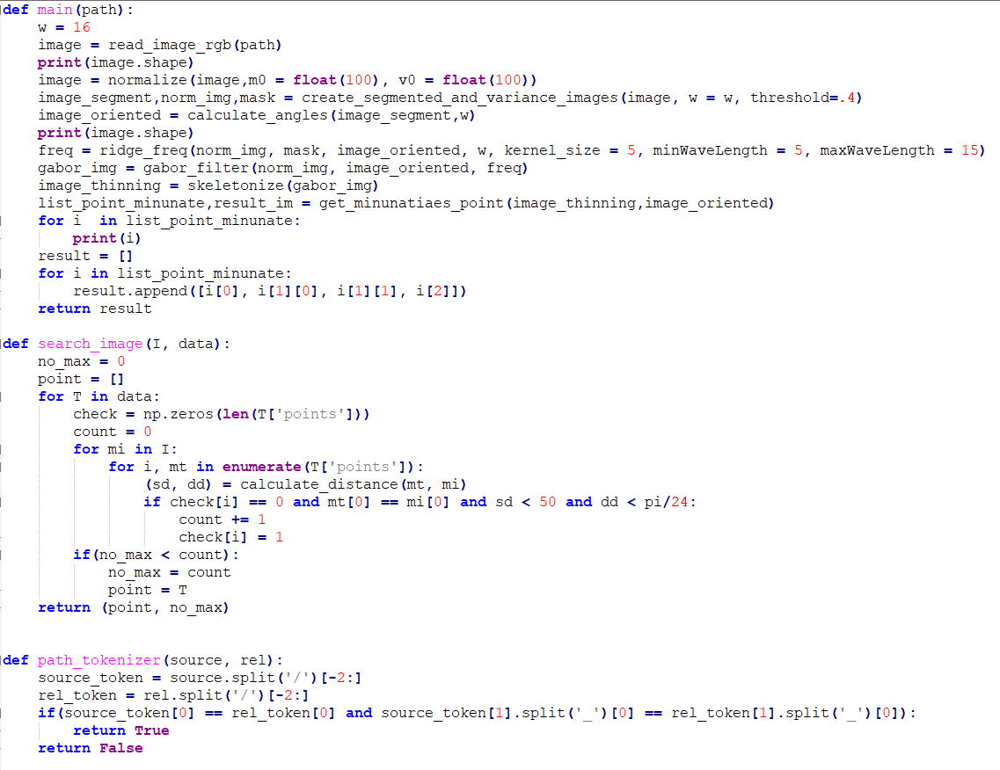 def main(path):
    w = 16
    image = read_image_rgb(path)
    print(image.shape)
    image = normalize(image,m0 = float(100), v0 = float(100))
    image_segment,norm_img,mask = create_segmented_and_variance_images(image, w = w, threshold=.4)
    image_oriented = calculate_angles(image_segment,w)
    print(image.shape)
    freq = ridge_freq(norm_img, mask, image_oriented, w, kernel_size = 5, minWaveLength = 5, maxWaveLength = 15)
    gabor_img = gabor_filter(norm_img, image_oriented, freq)
    image_thinning = skeletonize(gabor_img)
    list_point_minunate,result_im = get_minunatiaes_point(image_thinning,image_oriented)
    for i  in list_point_minunate:
        print(i)
    result = []
    for i in list_point_minunate:
        result.append([i[0], i[1][0], i[1][1], i[2]])
    return result

def search_image(I, data):
    no_max = 0
    point = []
    for T in data:
        check = np.zeros(len(T['points']))
        count = 0
        for mi in I:
            for i, mt in enumerate(T['points']):
                (sd, dd) = calculate_distance(mt, mi)
                if check[i] == 0 and mt[0] == mi[0] and sd < 50 and dd < pi/24:
                    count += 1
                    check[i] = 1
        if(no_max < count):
            no_max = count
            point = T
    return (point, no_max)


def path_tokenizer(source, rel):
    source_token = source.split('/')[-2:]
    rel_token = rel.split('/')[-2:]
    if(source_token[0] == rel_token[0] and source_token[1].split('_')[0] == rel_token[1].split('_')[0]):
        return True
    return False